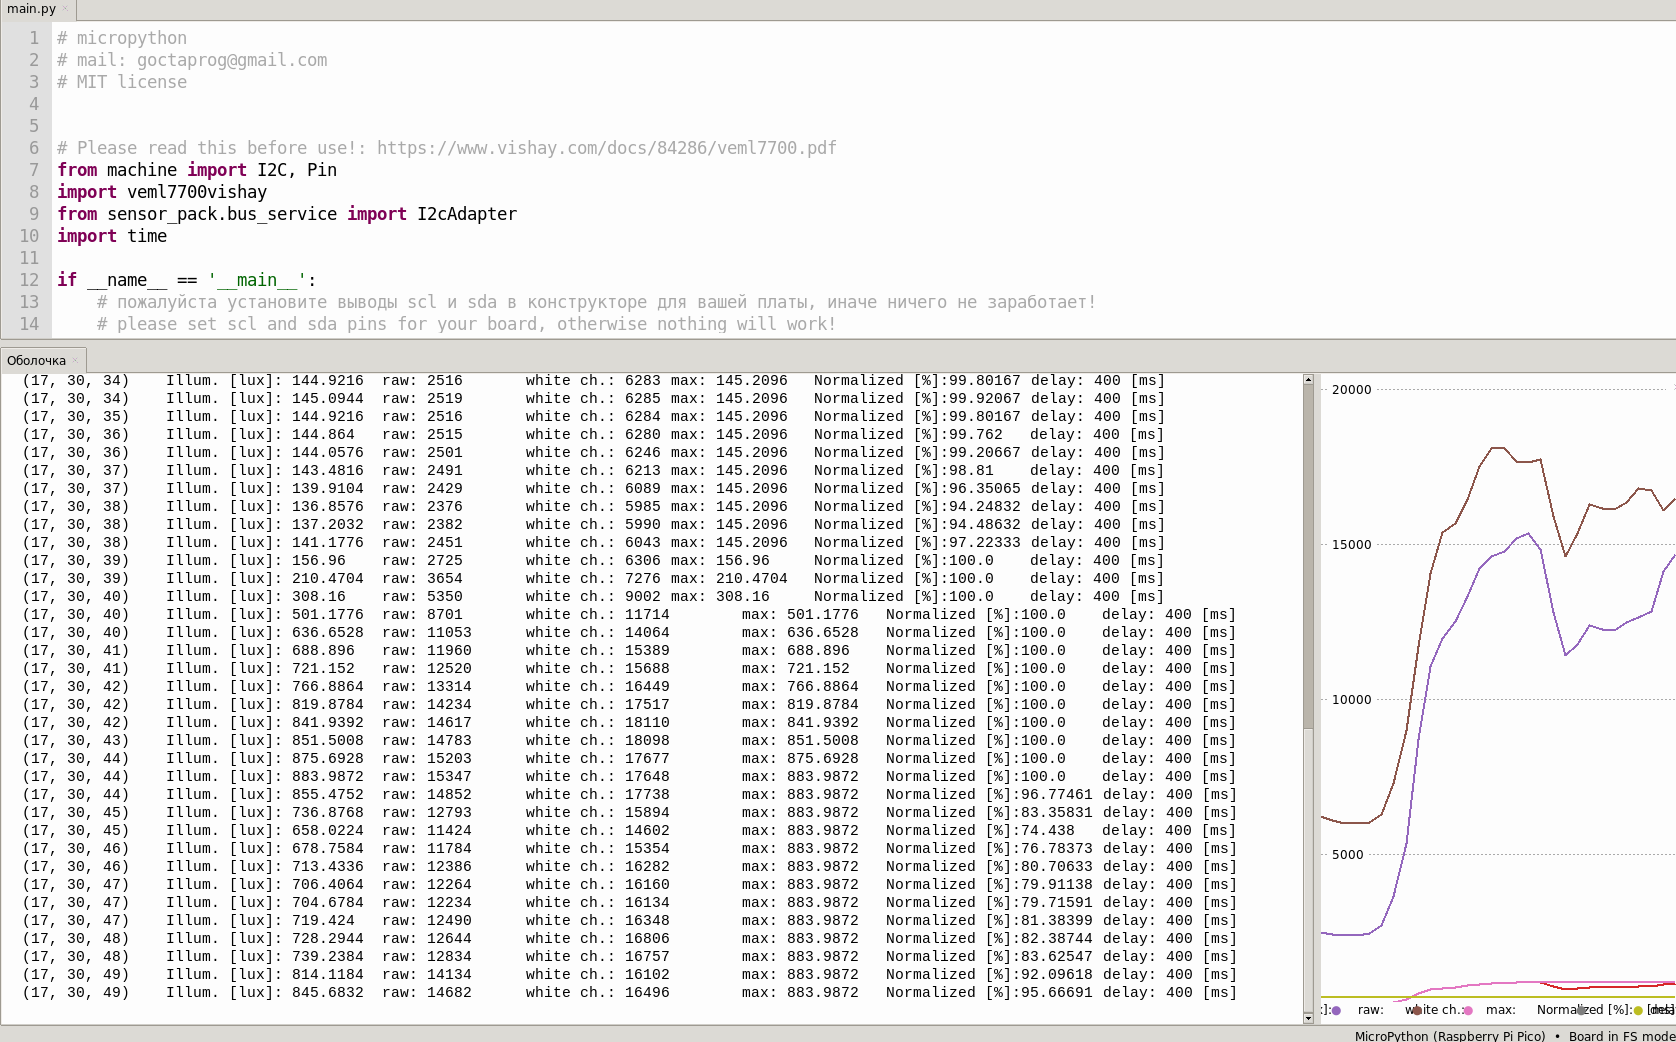 main.py
1 # micropython
2 # mail: goctaprog@gmail.com
3 # MIT license
4
5
6 # Please read this before use!: https://www.vishay.com/docs/84286/veml7700.pdf
7 from machine import I2C, Pin
8 import veml7700vishay
9 from sensor_pack.bus_service import I2cAdapter
10 import time
11
12 if __name__ == '__main__':
13 # пожалуйста установите выводы scl и sda в конструкторе для вашей платы, иначе ничего не заработает!
14 # please set scl and sda pins for your board, otherwise nothing will work!
Оболочка
(17, 30, 34) Illum. [lux]: 144.9216 raw: 2516 white ch.: 6283 max: 145.2096 Normalized [%]:99.80167 delay: 400 [ms]
(17, 30, 34) Illum. [lux]: 145.0944 raw: 2519 white ch.: 6285 max: 145.2096 Normalized [%]:99.92067 delay: 400 [ms]
(17, 30, 35) Illum. [lux]: 144.9216 raw: 2516 white ch.: 6284 max: 145.2096 Normalized [%]:99.80167 delay: 400 [ms]
(17, 30, 36) Illum. [lux]: 144.864 raw: 2515 white ch.: 6280 max: 145.2096 Normalized [%]:99.762 delay: 400 [ms]
(17, 30, 36) Illum. [lux]: 144.0576 raw: 2501 white ch.: 6246 max: 145.2096 Normalized [%]:99.20667 delay: 400 [ms]
(17, 30, 37) Illum. [lux]: 143.4816 raw: 2491 white ch.: 6213 max: 145.2096 Normalized [%]:98.81 delay: 400 [ms]
(17, 30, 37) Illum. [lux]: 139.9104 raw: 2429 white ch.: 6089 max: 145.2096 Normalized [%]:96.35065 delay: 400 [ms]
(17, 30, 38) Illum. [lux]: 136.8576 raw: 2376 white ch.: 5985 max: 145.2096 Normalized [%]:94.24832 delay: 400 [ms]
(17, 30, 38) Illum. [lux]: 137.2032 raw: 2382 white ch.: 5990 max: 145.2096 Normalized [%]:94.48632 delay: 400 [ms]
(17, 30, 38) Illum. [lux]: 141.1776 raw: 2451 white ch.: 6043 max: 145.2096 Normalized [%]:97.22333 delay: 400 [ms]
(17, 30, 39) Illum. [lux]: 156.96 raw: 2725 white ch.: 6306 max: 156.96 Normalized [%]:100.0 delay: 400 [ms]
(17, 30, 39) Illum. [lux]: 210.4704 raw: 3654 white ch.: 7276 max: 210.4704 Normalized [%]:100.0 delay: 400 [ms]
(17, 30, 40) Illum. [lux]: 308.16 raw: 5350 white ch.: 9002 max: 308.16 Normalized [%]:100.0 delay: 400 [ms]
(17, 30, 40) Illum. [lux]: 501.1776 raw: 8701 white ch.: 11714 max: 501.1776 Normalized [%]:100.0 delay: 400 [ms]
(17, 30, 40) Illum. [lux]: 636.6528 raw: 11053 white ch.: 14064 max: 636.6528 Normalized [%]:100.0 delay: 400 [ms]
(17, 30, 41) Illum. [lux]: 688.896 raw: 11960 white ch.: 15389 max: 688.896 Normalized [%]:100.0 delay: 400 [ms]
(17, 30, 41) Illum. [lux]: 721.152 raw: 12520 white ch.: 15688 max: 721.152 Normalized [%]:100.0 delay: 400 [ms]
(17, 30, 42) Illum. [lux]: 766.8864 raw: 13314 white ch.: 16449 max: 766.8864 Normalized [%]:100.0 delay: 400 [ms]
(17, 30, 42) Illum. [lux]: 819.8784 raw: 14234 white ch.: 17517 max: 819.8784 Normalized [%]:100.0 delay: 400 [ms]
(17, 30, 42) Illum. [lux]: 841.9392 raw: 14617 white ch.: 18110 max: 841.9392 Normalized [%]:100.0 delay: 400 [ms]
(17, 30, 43) Illum. [lux]: 851.5008 raw: 14783 white ch.: 18098 max: 851.5008 Normalized [%]:100.0 delay: 400 [ms]
(17, 30, 44) Illum. [lux]: 875.6928 raw: 15203 white ch.: 17677 max: 875.6928 Normalized [%]:100.0 delay: 400 [ms]
(17, 30, 44) Illum. [lux]: 883.9872 raw: 15347 white ch.: 17648 max: 883.9872 Normalized [%]:100.0 delay: 400 [ms]
(17, 30, 44) Illum. [lux]: 855.4752 raw: 14852 white ch.: 17738 max: 883.9872 Normalized [%]:96.77461 delay: 400 [ms]
(17, 30, 45) Illum. [lux]: 736.8768 raw: 12793 white ch.: 15894 max: 883.9872 Normalized [%]:83.35831 delay: 400 [ms]
(17, 30, 45) Illum. [lux]: 658.0224 raw: 11424 white ch.: 14602 max: 883.9872 Normalized [%]:74.438 delay: 400 [ms]
(17, 30, 46) Illum. [lux]: 678.7584 raw: 11784 white ch.: 15354 max: 883.9872 Normalized [%]:76.78373 delay: 400 [ms]
(17, 30, 46) Illum. [lux]: 713.4336 raw: 12386 white ch.: 16282 max: 883.9872 Normalized [%]:80.70633 delay: 400 [ms]
(17, 30, 47) Illum. [lux]: 706.4064 raw: 12264 white ch.: 16160 max: 883.9872 Normalized [%]:79.91138 delay: 400 [ms]
(17, 30, 47) Illum. [lux]: 704.6784 raw: 12234 white ch.: 16134 max: 883.9872 Normalized [%]:79.71591 delay: 400 [ms]
(17, 30, 47) Illum. [lux]: 719.424 raw: 12490 white ch.: 16348 max: 883.9872 Normalized [%]:81.38399 delay: 400 [ms]
(17, 30, 48) Illum. [lux]: 728.2944 raw: 12644 white ch.: 16806 max: 883.9872 Normalized [%]:82.38744 delay: 400 [ms]
(17, 30, 48) Illum. [lux]: 739.2384 raw: 12834 white ch.: 16757 max: 883.9872 Normalized [%]:83.62547 delay: 400 [ms]
(17, 30, 49) Illum. [lux]: 814.1184 raw: 14134 white ch.: 16102 max: 883.9872 Normalized [%]:92.09618 delay: 400 [ms]
(17, 30, 49) Illum. [lux]: 845.6832 raw: 14682 white ch.: 16496 max: 883.9872 Normalized [%]:95.66691 delay: 400 [ms]
20000
15000
10000
5000
raw: white ch.: max: Normalized [%]:
MicroPython (Raspberry Pi Pico) • Board in FS mode